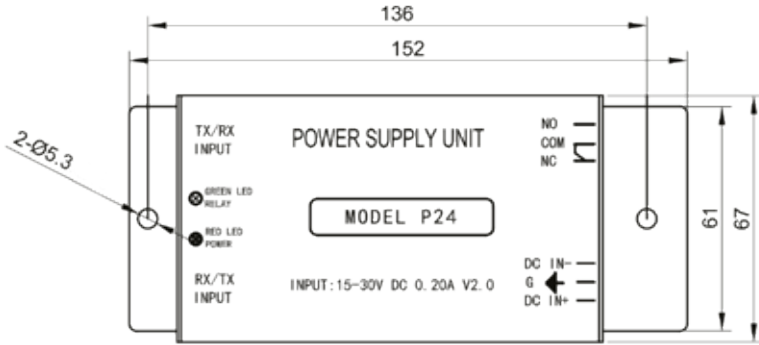 136
152
2-Ø5.3
TX/RX
INPUT
POWER SUPPLY UNIT
NO
COM
NC
GREEN LED
RELAY
MODEL P24
RED LED
POWER
61
67
RX/TX
INPUT
INPUT:15-30V DC 0.20A V2.0
DC IN-
G
DC IN+